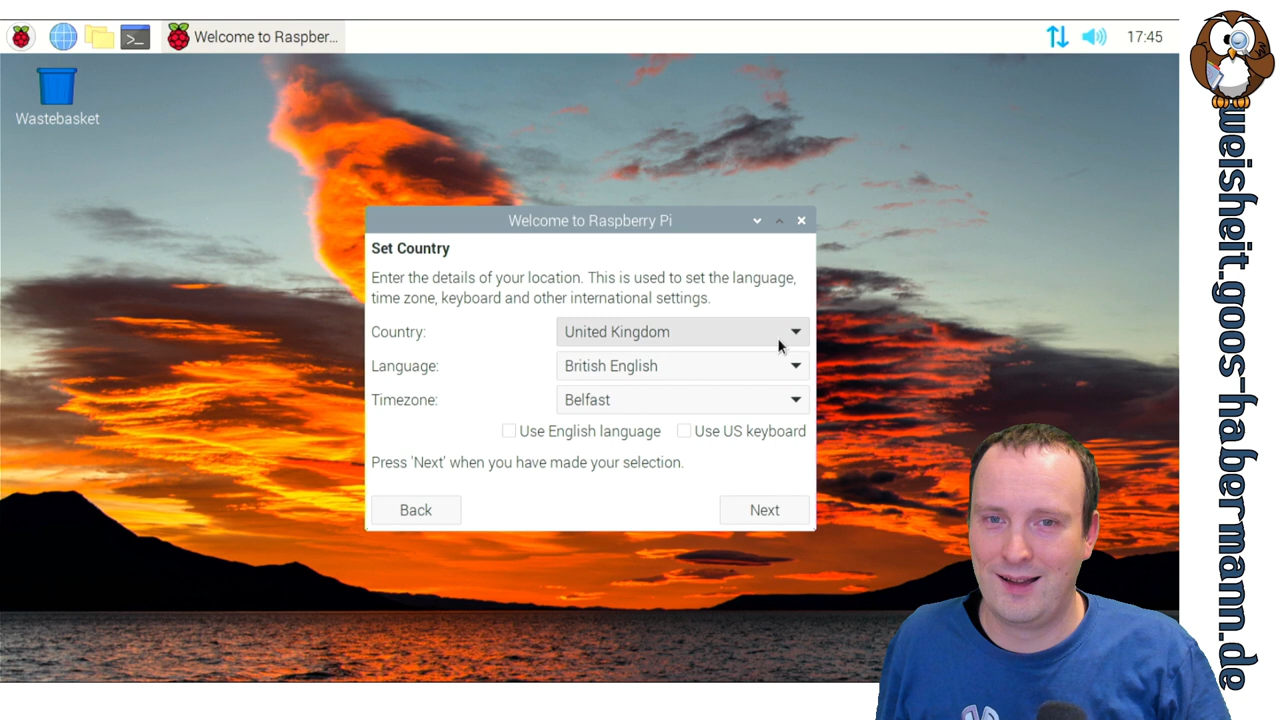 Welcome to Raspber...
17:45
Wastebasket
Welcome to Raspberry Pi
Set Country
Enter the details of your location. This is used to set the language,
time zone, keyboard and other international settings.
Country:
United Kingdom
Language:
British English
Timezone:
Belfast
Use English language
Use US keyboard
Press 'Next' when you have made your selection.
Back
Next
weisheit.goos-habermann.de